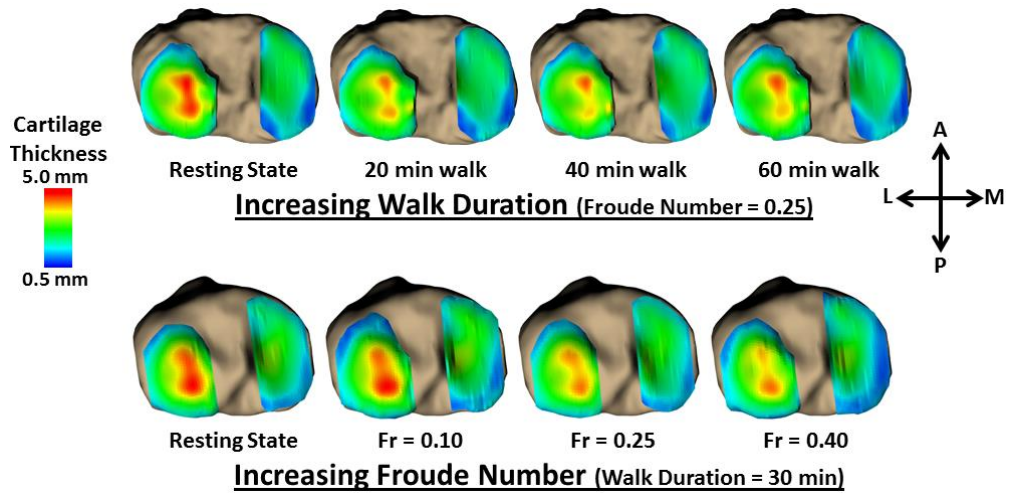 Cartilage
Thickness
5.0 mm
0.5 mm
Resting State
20 min walk
40 min walk
60 min walk
Increasing Walk Duration (Froude Number = 0.25)
A
L
M
P
Resting State
Fr = 0.10
Fr = 0.25
Fr = 0.40
Increasing Froude Number (Walk Duration = 30 min)